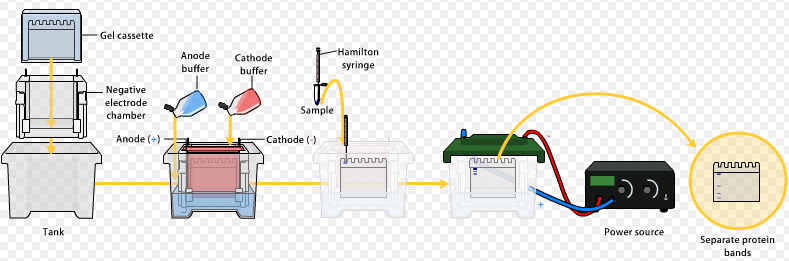 Gel cassette
Negative
electrode
chamber
Tank
Anode
buffer
Cathode
buffer
Anode (+)
Cathode (-)
Hamilton
syringe
Sample
-
+
Power source
Separate protein
bands